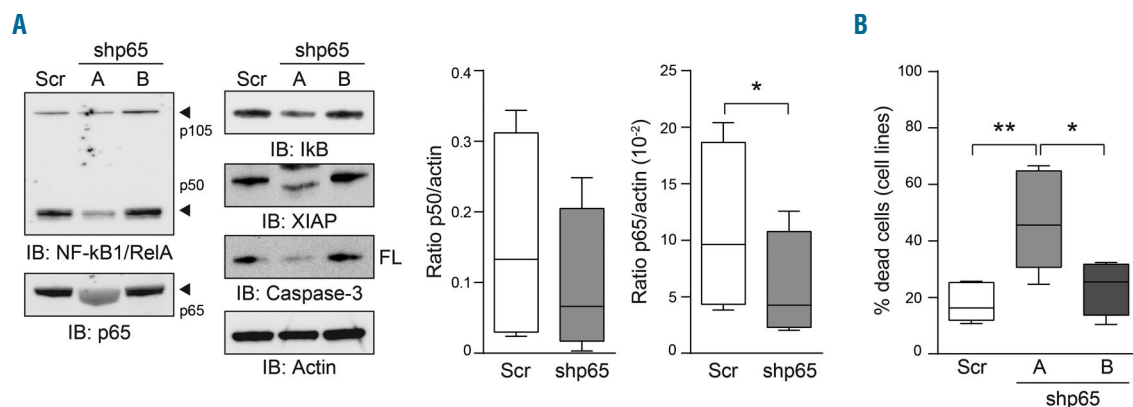 A
shp65
Scr A B
p105
p50
IB: NF-kB1/RelA
p65
IB: p65
shp65
Scr A B
IB: IkB
IB: XIAP
FL
IB: Caspase-3
IB: Actin
Ratio p50/actin
0.4
0.3
0.2
0.1
0
Scr shp65
Ratio p65/actin (10⁻²)
25
20
15
10
5
0
*
Scr shp65
B
% dead cells (cell lines)
100
80
60
40
20
0
** *
Scr A B
shp65